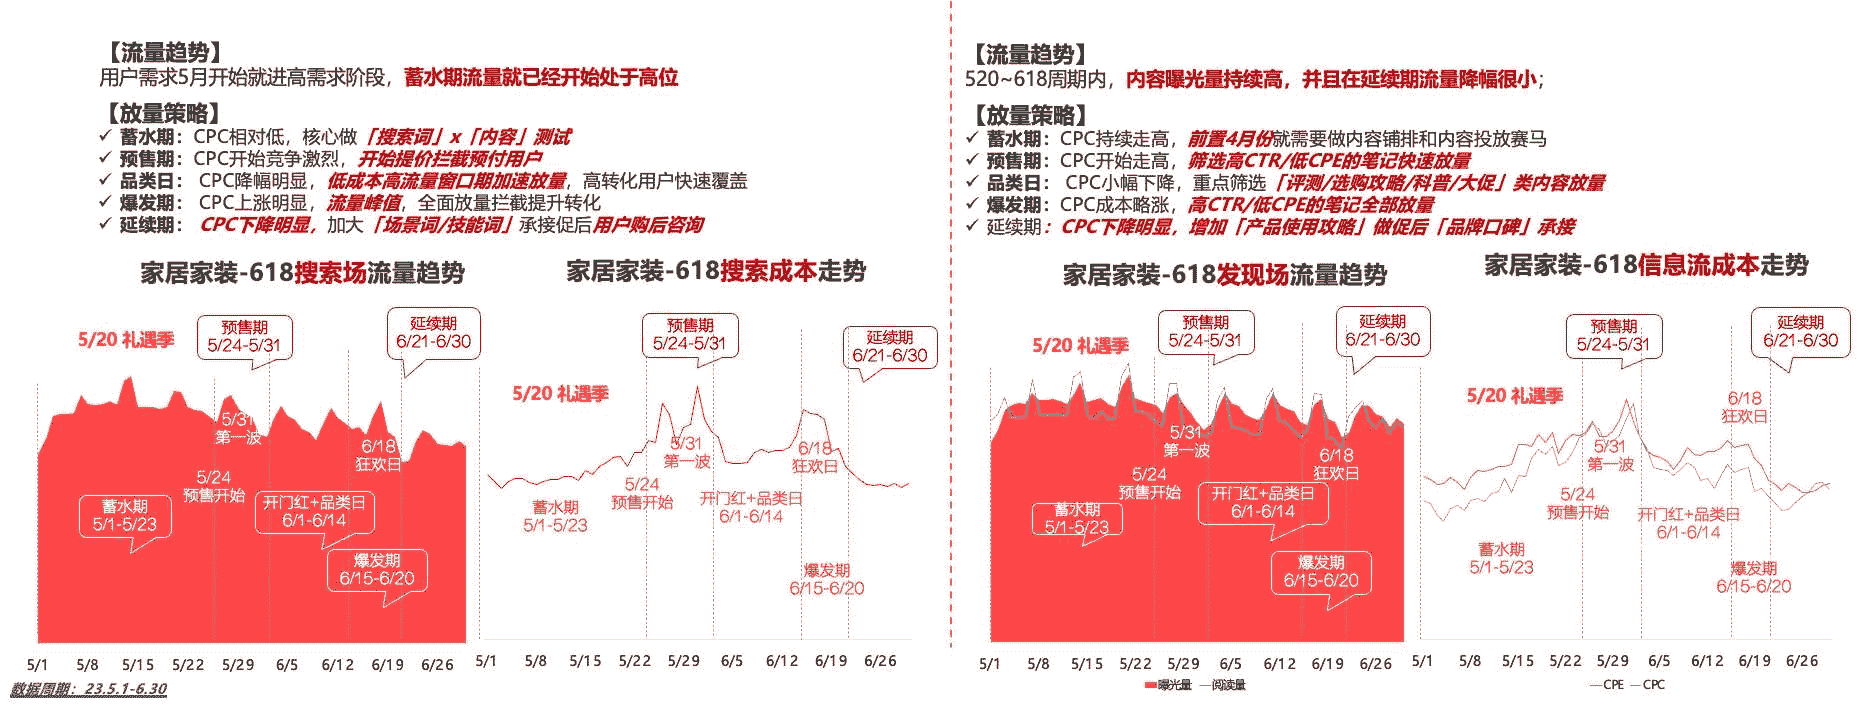 【流量趋势】
用户需求5月开始就进高需求阶段，蓄水期流量就已经开始处于高位
【放量策略】
✓ 蓄水期：CPC相对低，核心做「搜索词」x「内容」测试
✓ 预售期：CPC开始竞争激烈，开始提价拦截预付用户
✓ 品类日： CPC降幅明显，低成本高流量窗口期加速放量，高转化用户快速覆盖
✓ 爆发期：CPC上涨明显，流量峰值，全面放量拦截提升转化
✓ 延续期： CPC下降明显，加大「场景词/技能词」承接促后用户购后咨询
家居家装-618搜索场流量趋势
5/20 礼遇季
预售期
5/24-5/31
延续期
6/21-6/30
5/31
第一波
6/18
狂欢日
5/24
预售开始
蓄水期
5/1-5/23
开门红+品类日
6/1-6/14
爆发期
6/15-6/20
5/1 5/8 5/15 5/22 5/29 6/5 6/12 6/19 6/26
数据周期：23.5.1-6.30
家居家装-618搜索成本走势
预售期
5/24-5/31
延续期
6/21-6/30
5/20 礼遇季
5/31
第一波
6/18
狂欢日
5/24
预售开始
蓄水期
5/1-5/23
开门红+品类日
6/1-6/14
爆发期
6/15-6/20
5/1 5/8 5/15 5/22 5/29 6/5 6/12 6/19 6/26
【流量趋势】
520~618周期内，内容曝光量持续高，并且在延续期流量降幅很小；
【放量策略】
✓ 蓄水期：CPC持续走高，前置4月份就需要做内容铺排和内容投放赛马
✓ 预售期：CPC开始走高，筛选高CTR/低CPE的笔记快速放量
✓ 品类日： CPC小幅下降，重点筛选「评测/选购攻略/科普/大促」类内容放量
✓ 爆发期：CPC成本略涨，高CTR/低CPE的笔记全部放量
✓ 延续期：CPC下降明显，增加「产品使用攻略」做促后「品牌口碑」承接
家居家装-618发现场流量趋势
预售期
5/24-5/31
延续期
6/21-6/30
5/20 礼遇季
5/31
第一波
6/18
狂欢日
5/24
预售开始
开门红+品类日
6/1-6/14
蓄水期
5/1-5/23
爆发期
6/15-6/20
5/1 5/8 5/15 5/22 5/29 6/5 6/12 6/19 6/26
曝光量 阅读量
家居家装-618信息流成本走势
预售期
5/24-5/31
延续期
6/21-6/30
5/20 礼遇季
6/18
狂欢日
5/31
第一波
5/24
预售开始
开门红+品类日
6/1-6/14
蓄水期
5/1-5/23
爆发期
6/15-6/20
5/1 5/8 5/15 5/22 5/29 6/5 6/12 6/19 6/26
CPE CPC